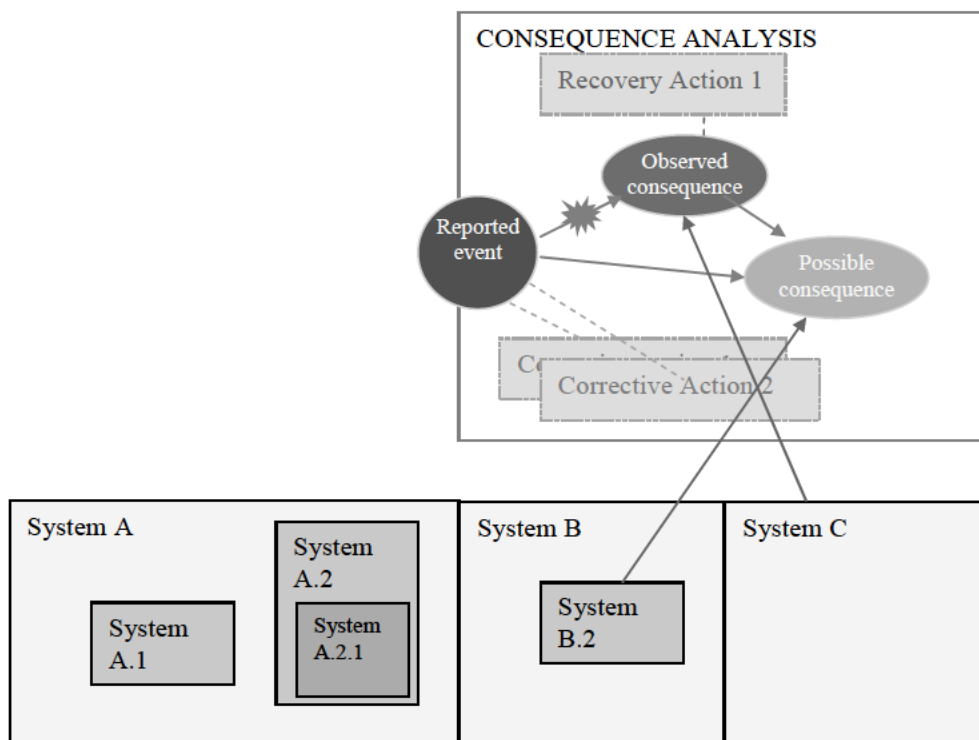 CONSEQUENCE ANALYSIS
Recovery Action 1
Observed
consequence
Reported
event
Possible
consequence
Corrective Action 2
System A
System
A.1
System
A.2
System
A.2.1
System B
System
B.2
System C